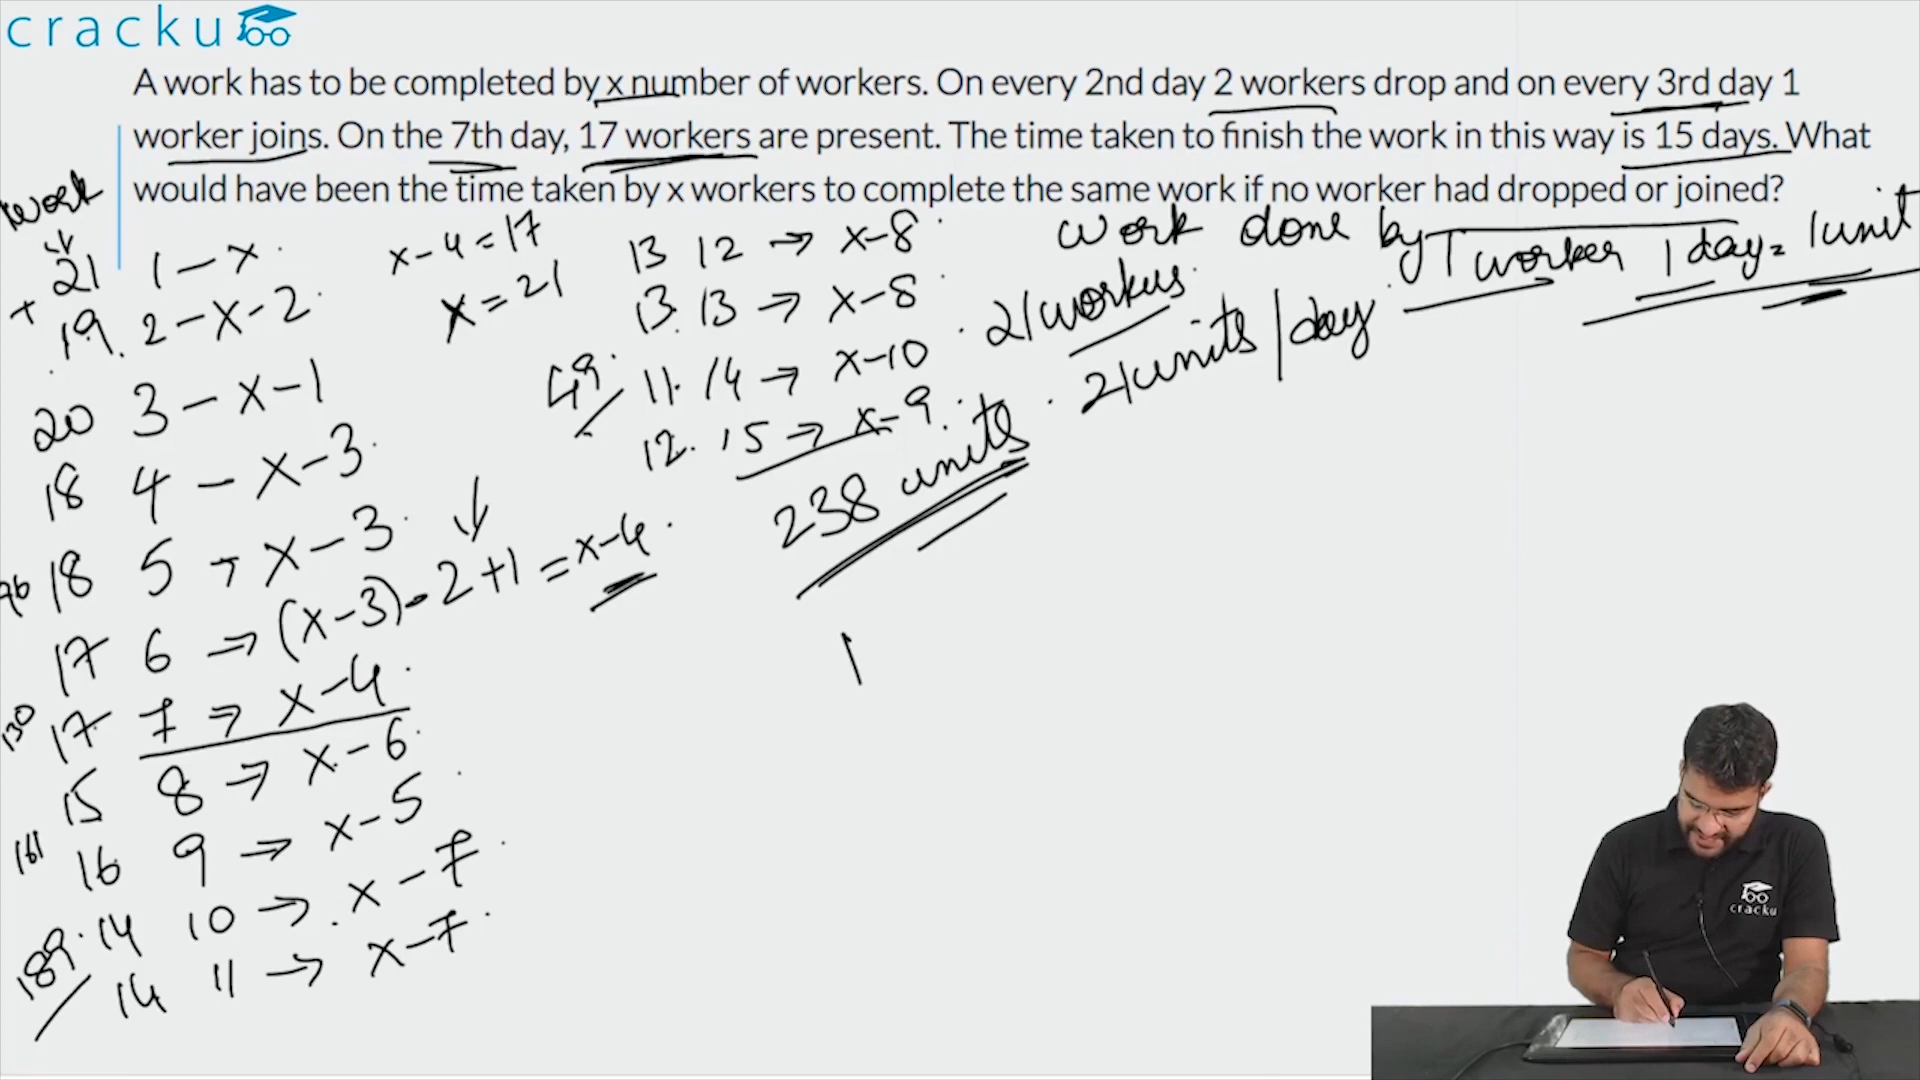 cracku
A work has to be completed by x number of workers. On every 2nd day 2 workers drop and on every 3rd day 1
worker joins. On the 7th day, 17 workers are present. The time taken to finish the work in this way is 15 days. What
would have been the time taken by x workers to complete the same work if no worker had dropped or joined?
work
21 1 - x
+ 19. 2 - x - 2
20 3 - x - 1
18 4 - x - 3
18 5 → x - 3
17 6 → (x-3) - 2 + 1 = x-4
130 17 7 → x-4
15 8 → x-6
161 16 9 → x-5
14 10 → x-7
189 14 11 → x-7
x-4=17
x=21
13 12 → x-8
13. 13 → x-8
49 11. 14 → x-10
12. 15 → x-9
238 units
work done by 1 worker 1 day = 1 unit
21 workers
21 units / day
cracku